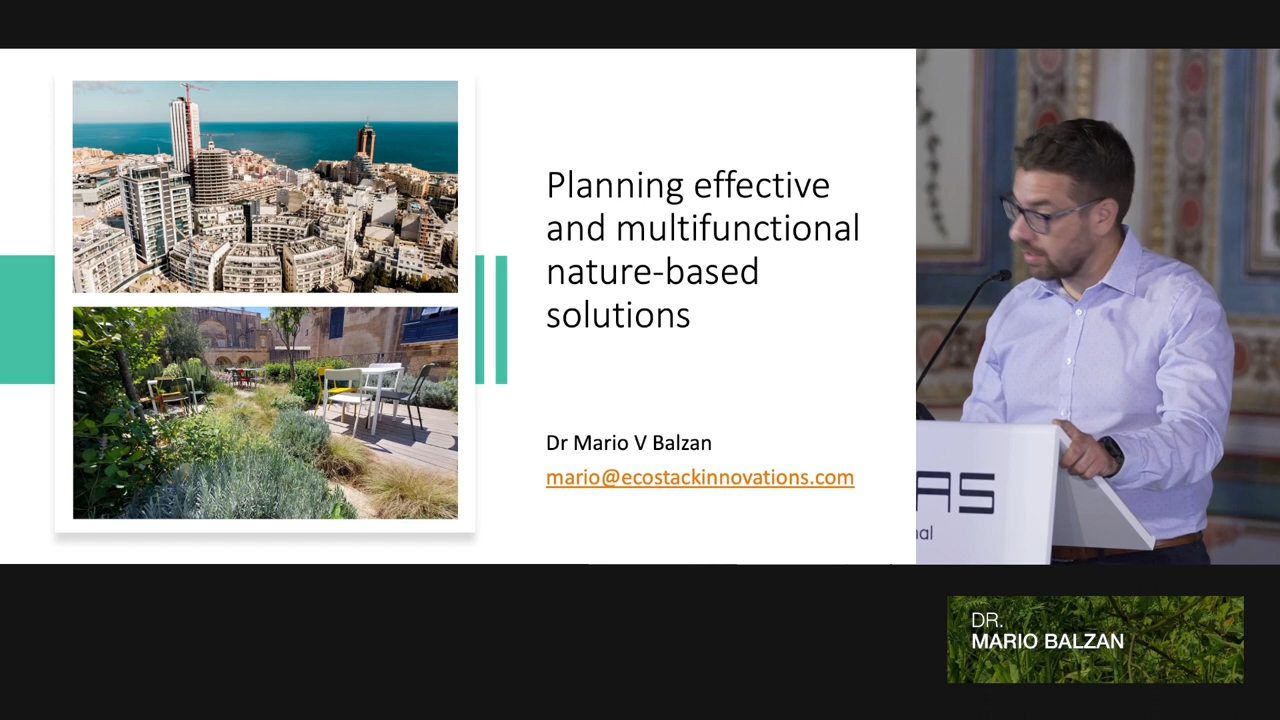 Planning effective
and multifunctional
nature-based
solutions
Dr Mario V Balzan
mario@ecostackinnovations.com
DR.
MARIO BALZAN